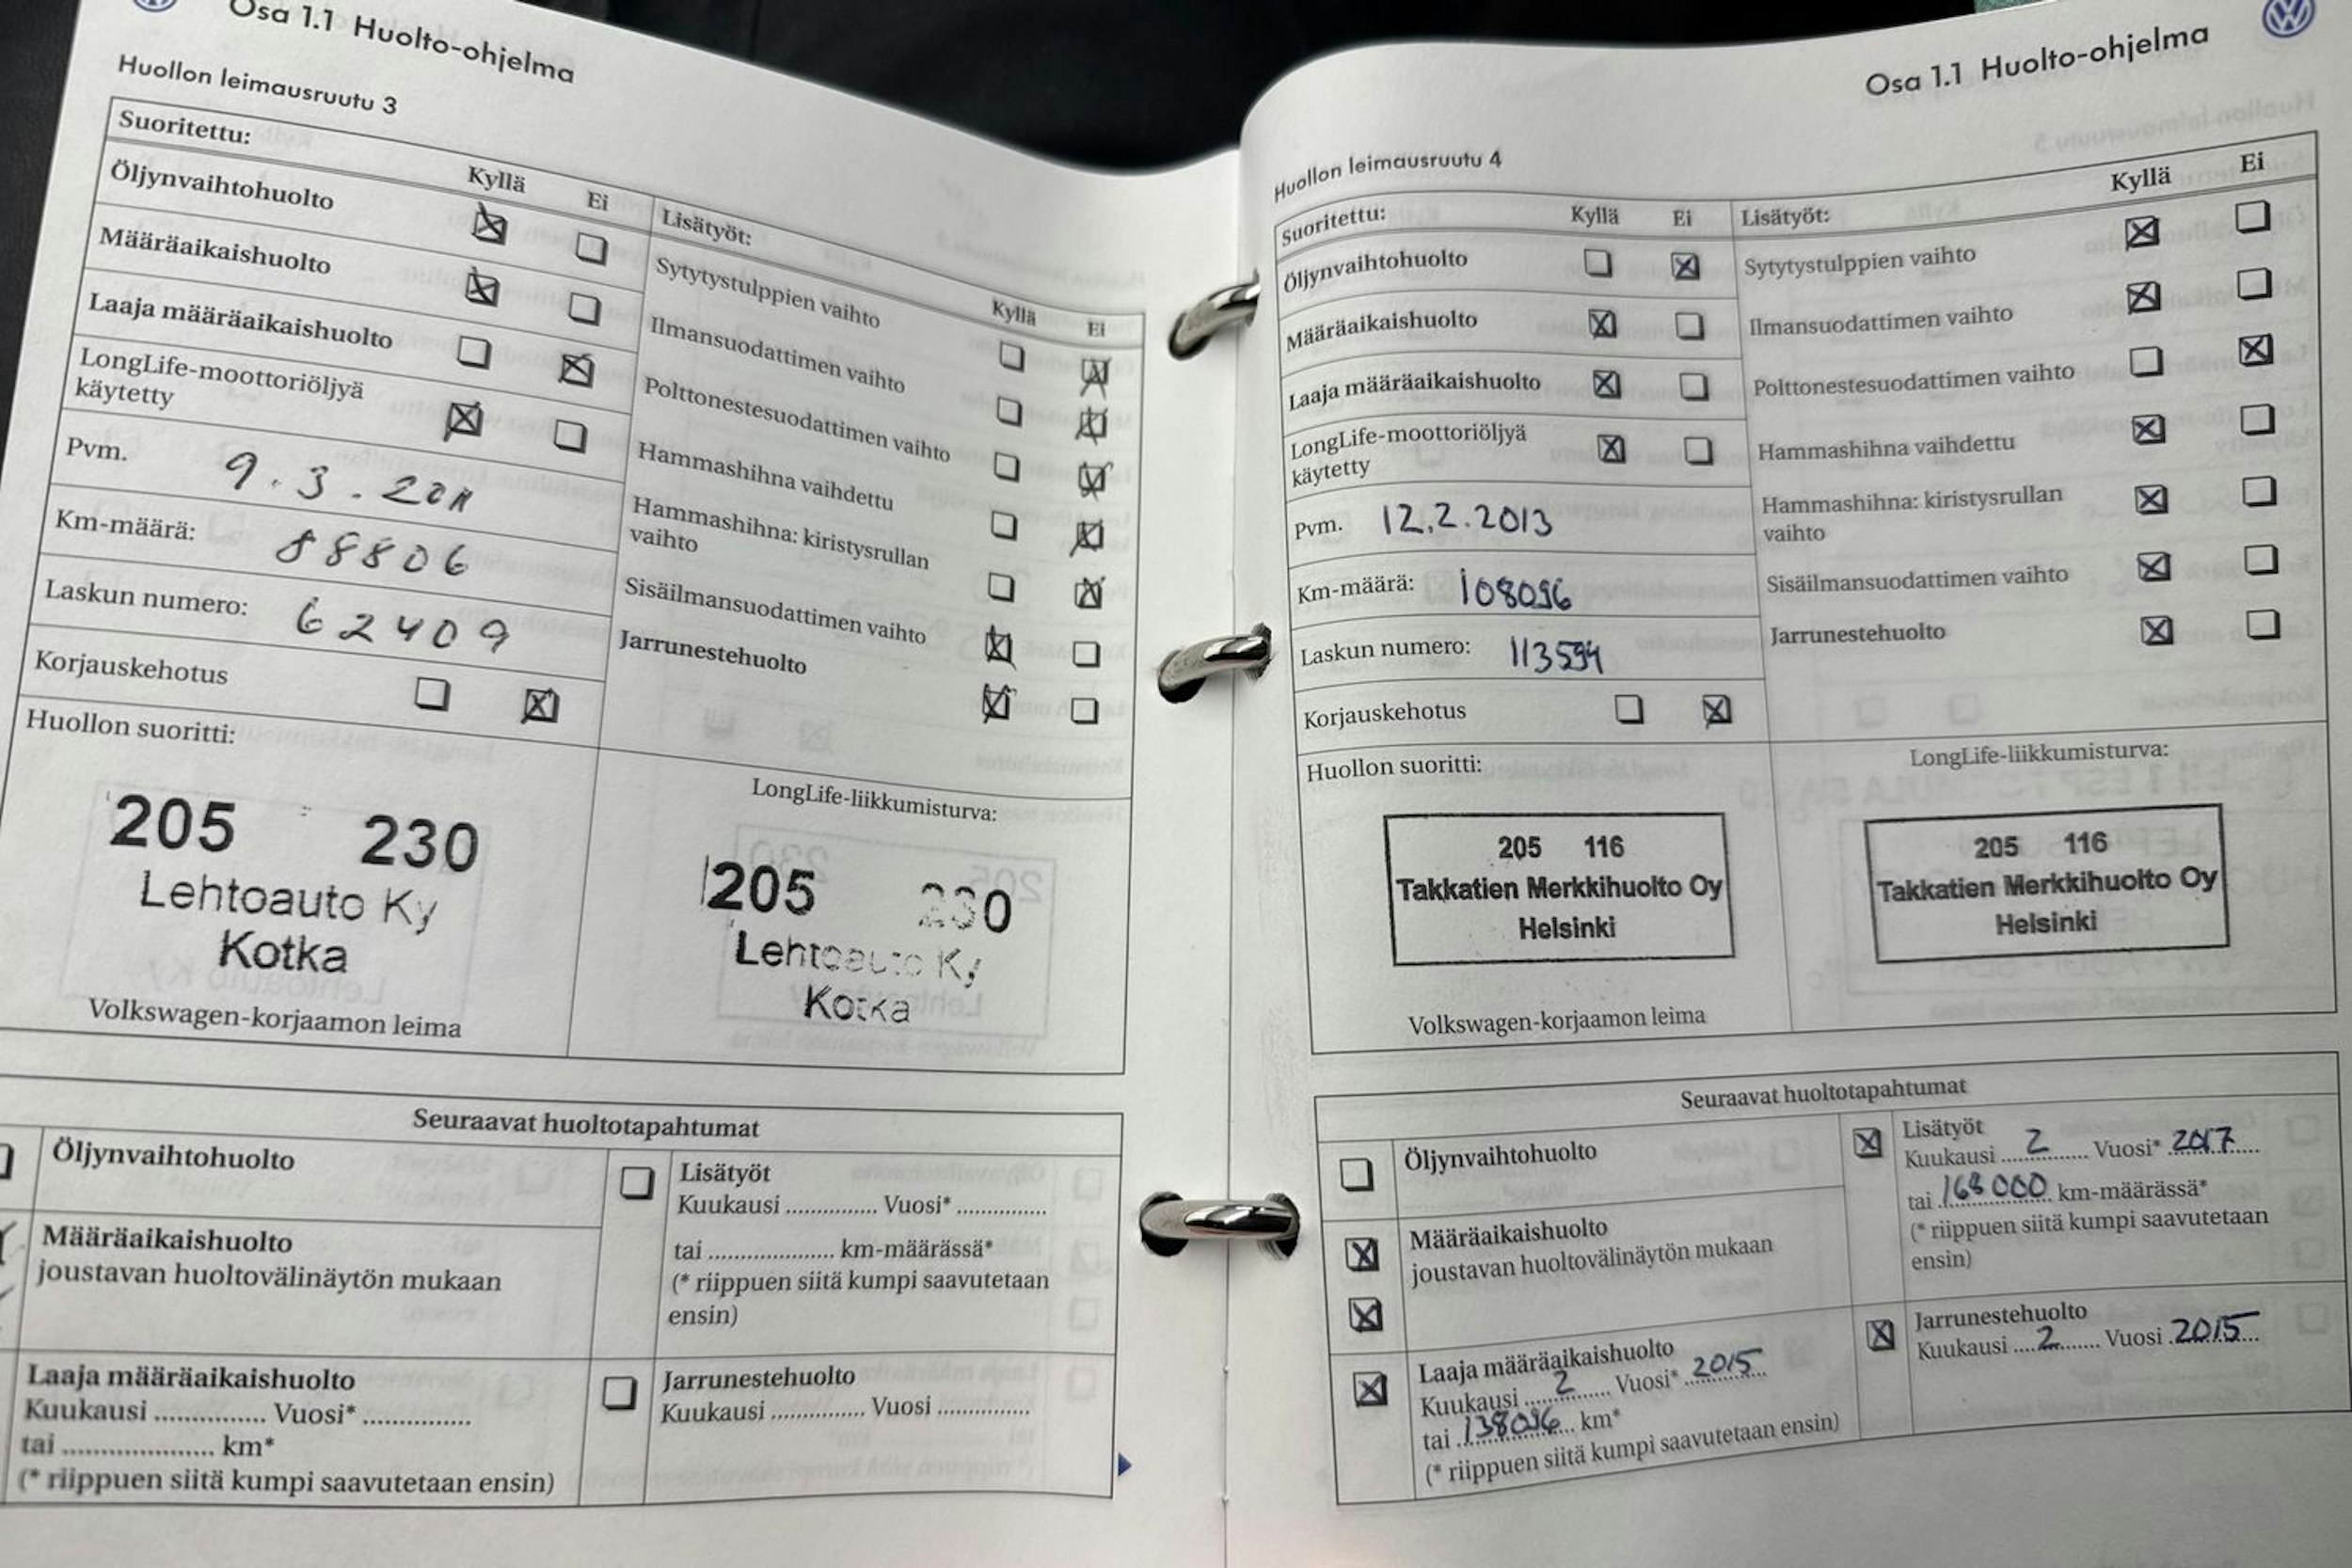 Osa 1.1 Huolto-ohjelma
Huollon leimausruutu 3
Suoritettu:
Kyllä Ei
Öljynvaihtohuolto
Määräaikaishuolto
Laaja määräaikaishuolto
LongLife-moottoriöljyä
käytetty
Pvm. 9.3.2011
Km-määrä: 88806
Laskun numero: 62409
Korjauskehotus
Lisätyöt:
Kyllä Ei
Sytytystulppien vaihto
Ilmansuodattimen vaihto
Polttonestesuodattimen vaihto
Hammashihna vaihdettu
Hammashihna: kiristysrullan
vaihto
Sisäilmansuodattimen vaihto
Jarrunestehuolto
Huollon suoritti:
205 230
Lehtoauto Ky
Kotka
Volkswagen-korjaamon leima
LongLife-liikkumisturva:
205 230
Lehtoauto Ky
Kotka
Seuraavat huoltotapahtumat
Öljynvaihtohuolto
Määräaikaishuolto
joustavan huoltovälinäytön mukaan
Laaja määräaikaishuolto
Kuukausi ............... Vuosi* ...............
tai ..................... km*
(* riippuen siitä kumpi saavutetaan ensin)
Lisätyöt
Kuukausi ............... Vuosi* ...............
tai ..................... km-määrässä*
(* riippuen siitä kumpi saavutetaan
ensin)
Jarrunestehuolto
Kuukausi ............... Vuosi ...............
Osa 1.1 Huolto-ohjelma
Huollon leimausruutu 4
Suoritettu: Kyllä Ei
Öljynvaihtohuolto
Määräaikaishuolto
Laaja määräaikaishuolto
LongLife-moottoriöljyä
käytetty
Pvm. 12.2.2013
Km-määrä: 108096
Laskun numero: 113594
Korjauskehotus
Lisätyöt: Kyllä Ei
Sytytystulppien vaihto
Ilmansuodattimen vaihto
Polttonestesuodattimen vaihto
Hammashihna vaihdettu
Hammashihna: kiristysrullan
vaihto
Sisäilmansuodattimen vaihto
Jarrunestehuolto
Huollon suoritti:
205 116
Takkatien Merkkihuolto Oy
Helsinki
Volkswagen-korjaamon leima
LongLife-liikkumisturva:
205 116
Takkatien Merkkihuolto Oy
Helsinki
Seuraavat huoltotapahtumat
Öljynvaihtohuolto
Määräaikaishuolto
joustavan huoltovälinäytön mukaan
Laaja määräaikaishuolto
Kuukausi 2 Vuosi* 2015
tai 138096 km*
(* riippuen siitä kumpi saavutetaan ensin)
Lisätyöt
Kuukausi 2 Vuosi* 2017
tai 168000 km-määrässä*
(* riippuen siitä kumpi saavutetaan
ensin)
Jarrunestehuolto
Kuukausi 2 Vuosi 2015